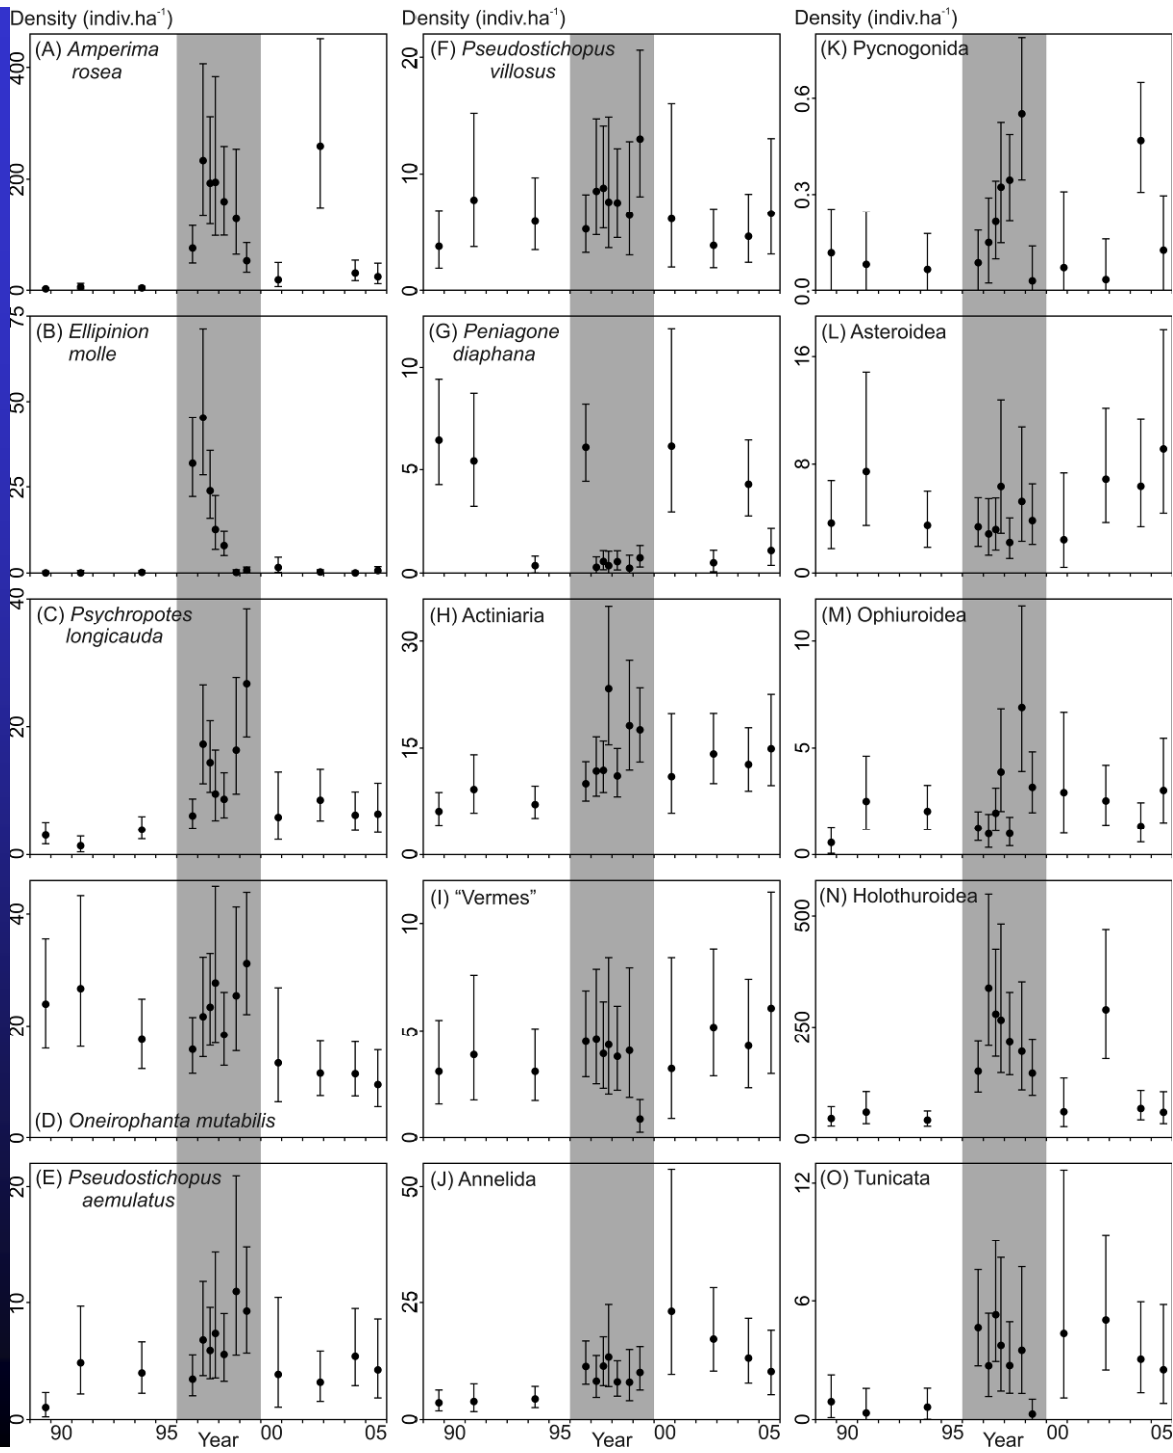 Density (indiv.ha⁻¹) Density (indiv.ha⁻¹) Density (indiv.ha⁻¹)
(A) Amperima
rosea
400
200
0
(F) Pseudostichopus
villosus
20
10
0
(K) Pycnogonida
0.6
0.3
0.0
(B) Ellipinion
molle
75
50
25
0
(G) Peniagone
diaphana
10
5
0
(L) Asteroidea
16
8
0
(C) Psychropotes
longicauda
40
20
0
(H) Actiniaria
30
15
0
(M) Ophiuroidea
10
5
0
40
20
0
(D) Oneirophanta mutabilis
(I) “Vermes”
10
5
0
(N) Holothuroidea
500
250
0
(E) Pseudostichopus
aemulatus
20
10
0
(J) Annelida
50
25
0
(O) Tunicata
12
6
0
90 95 Year 00 05 90 95 Year 00 05 90 95 Year 00 05